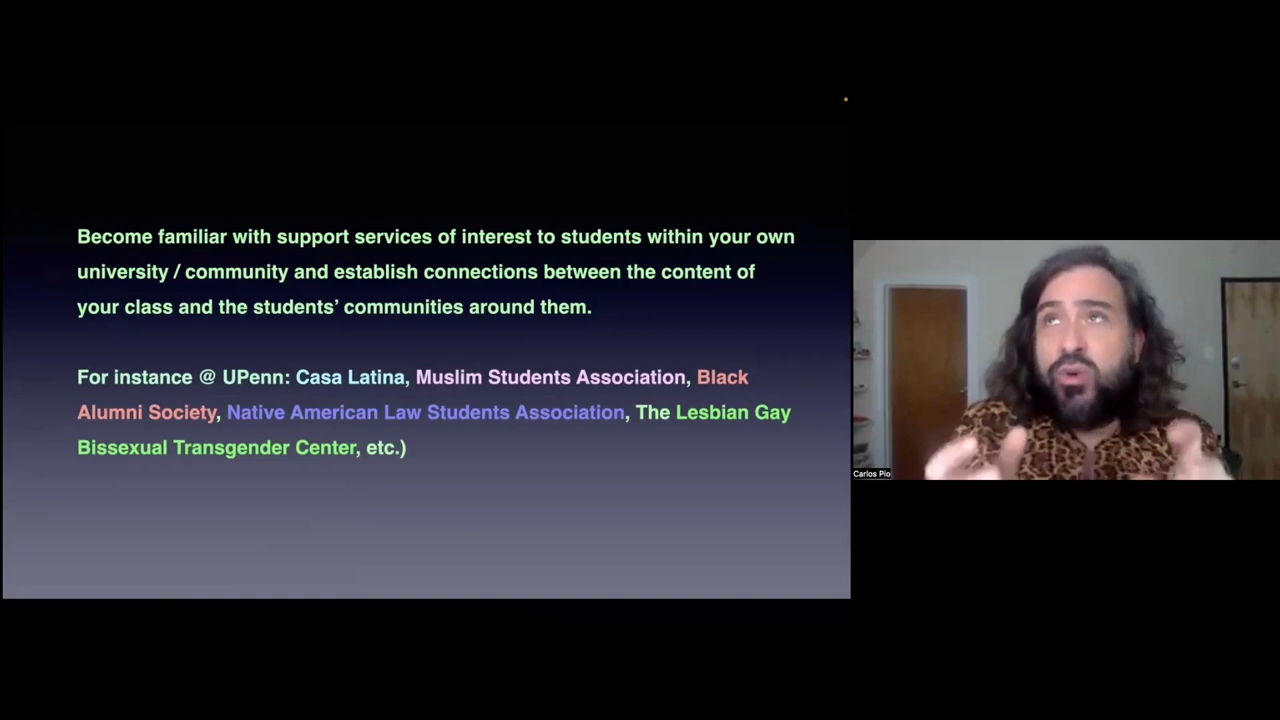 Become familiar with support services of interest to students within your own
university / community and establish connections between the content of
your class and the students’ communities around them.
For instance @ UPenn: Casa Latina, Muslim Students Association, Black
Alumni Society, Native American Law Students Association, The Lesbian Gay
Bissexual Transgender Center, etc.)
Carlos Pio